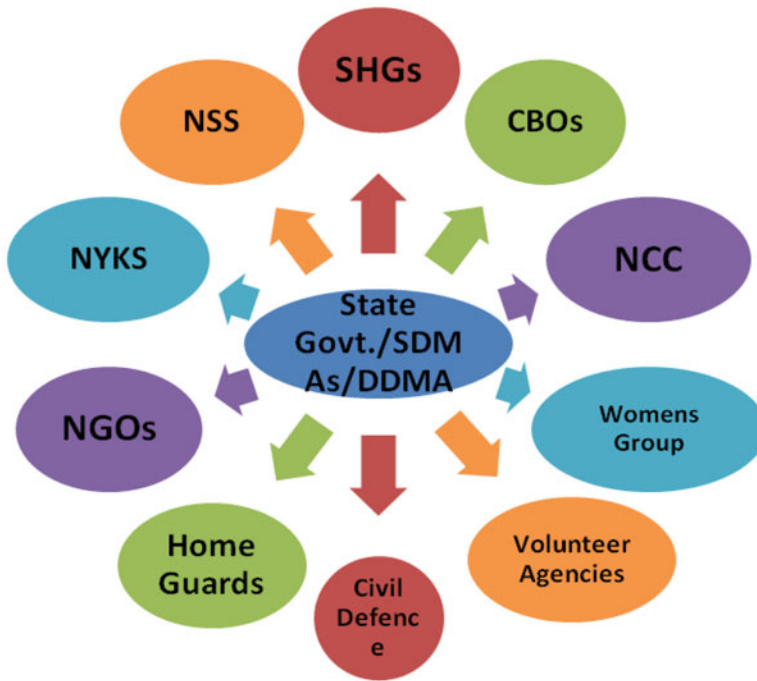 SHGs
NSS
CBOs
NYKS
NCC
State
Govt./SDM
As/DDMA
NGOs
Womens
Group
Home
Guards
Volunteer
Agencies
Civil
Defenc
e